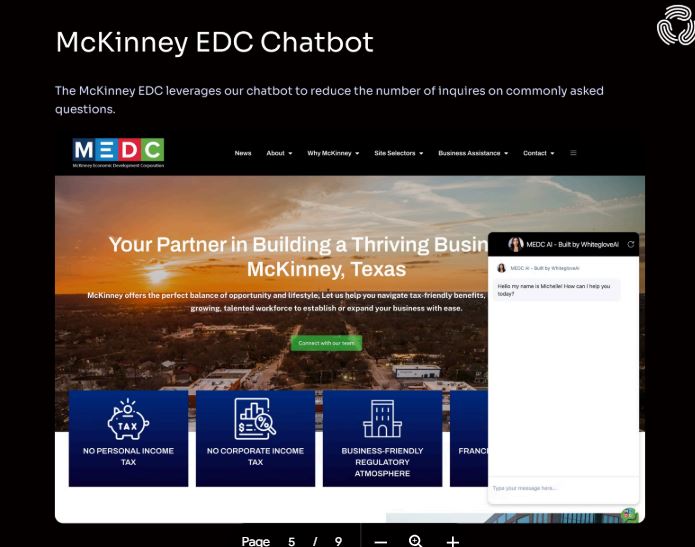 McKinney EDC Chatbot
The McKinney EDC leverages our chatbot to reduce the number of inquires on commonly asked
questions.
MEDC
McKinney Economic Development Corporation
News About Why McKinney Site Selectors Business Assistance Contact
Your Partner in Building a Thriving Busin
McKinney, Texas
McKinney offers the perfect balance of opportunity and lifestyle, Let us help you navigate tax-friendly benefits,
growing, talented workforce to establish or expand your business with ease.
Connect with our team
MEDC AI - Built by WhitegloveAI
MEDC AI - Built by WhitegloveAI
Hello my name is Michelle! How can I help you
today?
Type your message here...
TAX
NO PERSONAL INCOME
TAX
NO CORPORATE INCOME
TAX
BUSINESS-FRIENDLY
REGULATORY
ATMOSPHERE
FRANC
Page 5 / 9